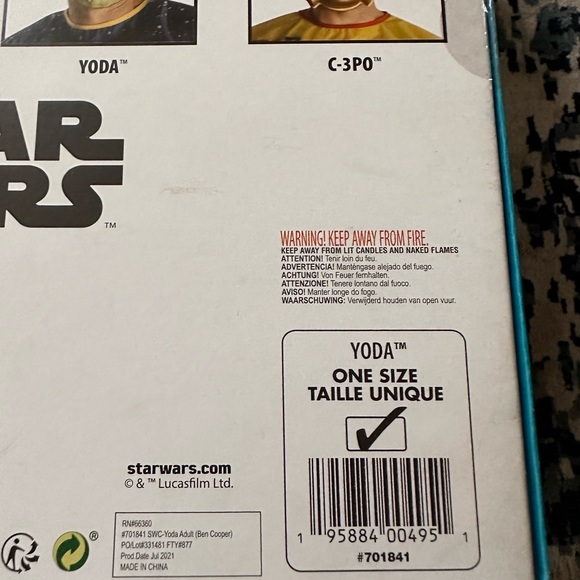 YODA™
C-3PO™
AR
RS™
WARNING! KEEP AWAY FROM FIRE.
KEEP AWAY FROM LIT CANDLES AND NAKED FLAMES
ATTENTION! Tenir loin du feu.
ADVERTENCIA! Manténgase alejado del fuego.
ACHTUNG! Von Feuer fernhalten.
ATTENZIONE! Tenere lontano dal fuoco.
AVISO! Manter longe do fogo.
WAARSCHUWING: Verwijderd houden van open vuur.
YODA™
ONE SIZE
TAILLE UNIQUE
1 95884 00495 1
#701841
starwars.com
© & ™ Lucasfilm Ltd.
®
RN#66360
#701841 SWC-Yoda Adult (Ben Cooper)
PO/Lot#331481 FTY#877
Prod.Date Jul 2021
MADE IN CHINA